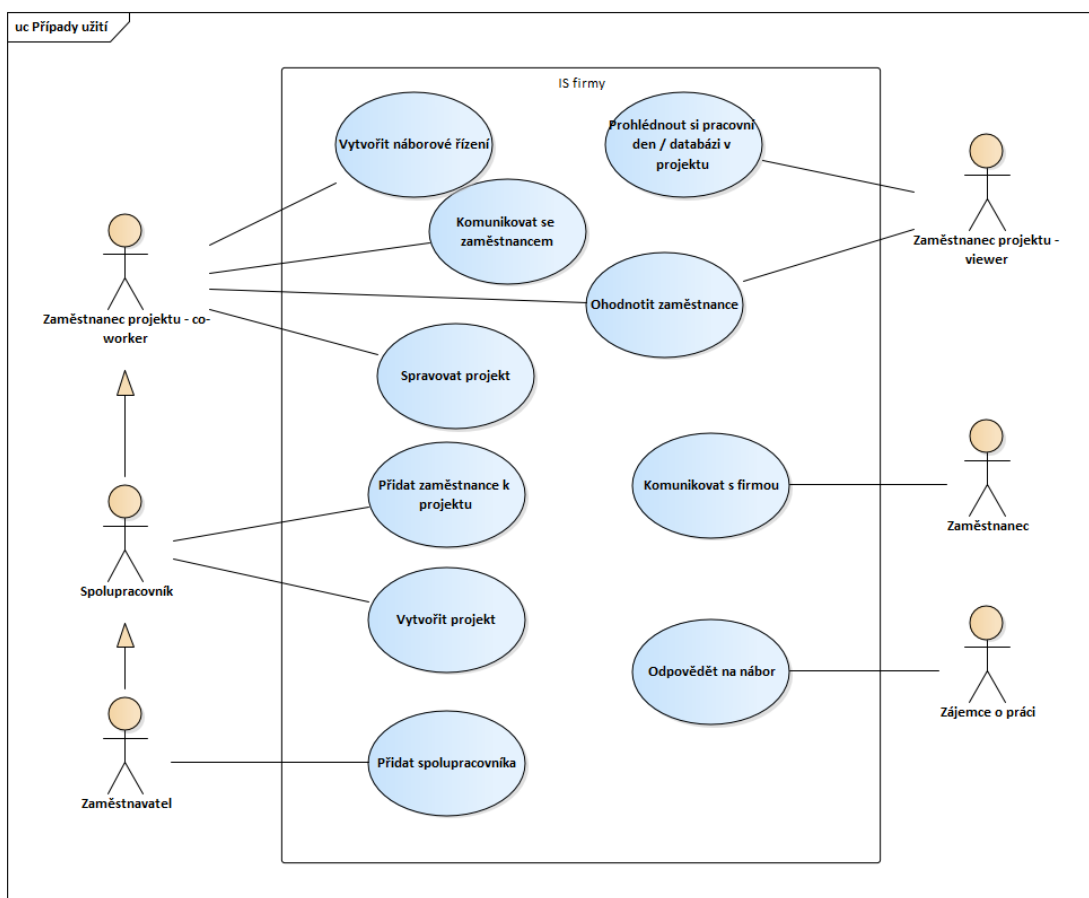 uc Případy užití
IS firmy
Vytvořit náborové řízení
Prohlédnout si pracovní
den / databázi v
projektu
Komunikovat se
zaměstnancem
Zaměstnanec projektu -
viewer
Ohodnotit zaměstnance
Zaměstnanec projektu - co-
worker
Spravovat projekt
Přidat zaměstnance k
projektu
Komunikovat s firmou
Zaměstnanec
Spolupracovník
Vytvořit projekt
Odpovědět na nábor
Zájemce o práci
Přidat spolupracovníka
Zaměstnavatel